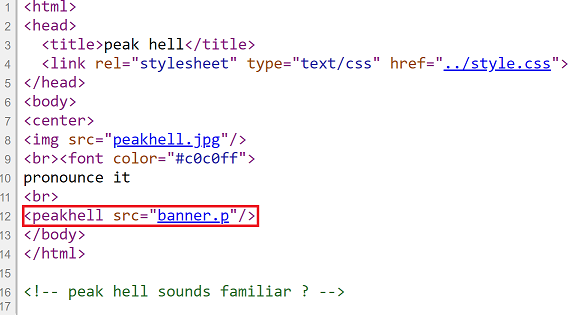 1 <html>
2 <head>
3 <title>peak hell</title>
4 <link rel="stylesheet" type="text/css" href="../style.css">
5 </head>
6 <body>
7 <center>
8 <img src="peakhell.jpg"/>
9 <br><font color="#c0c0ff">
10 pronounce it
11 <br>
12 <peakhell src="banner.p"/>
13 </body>
14 </html>
15
16 <!-- peak hell sounds familiar ? -->
17